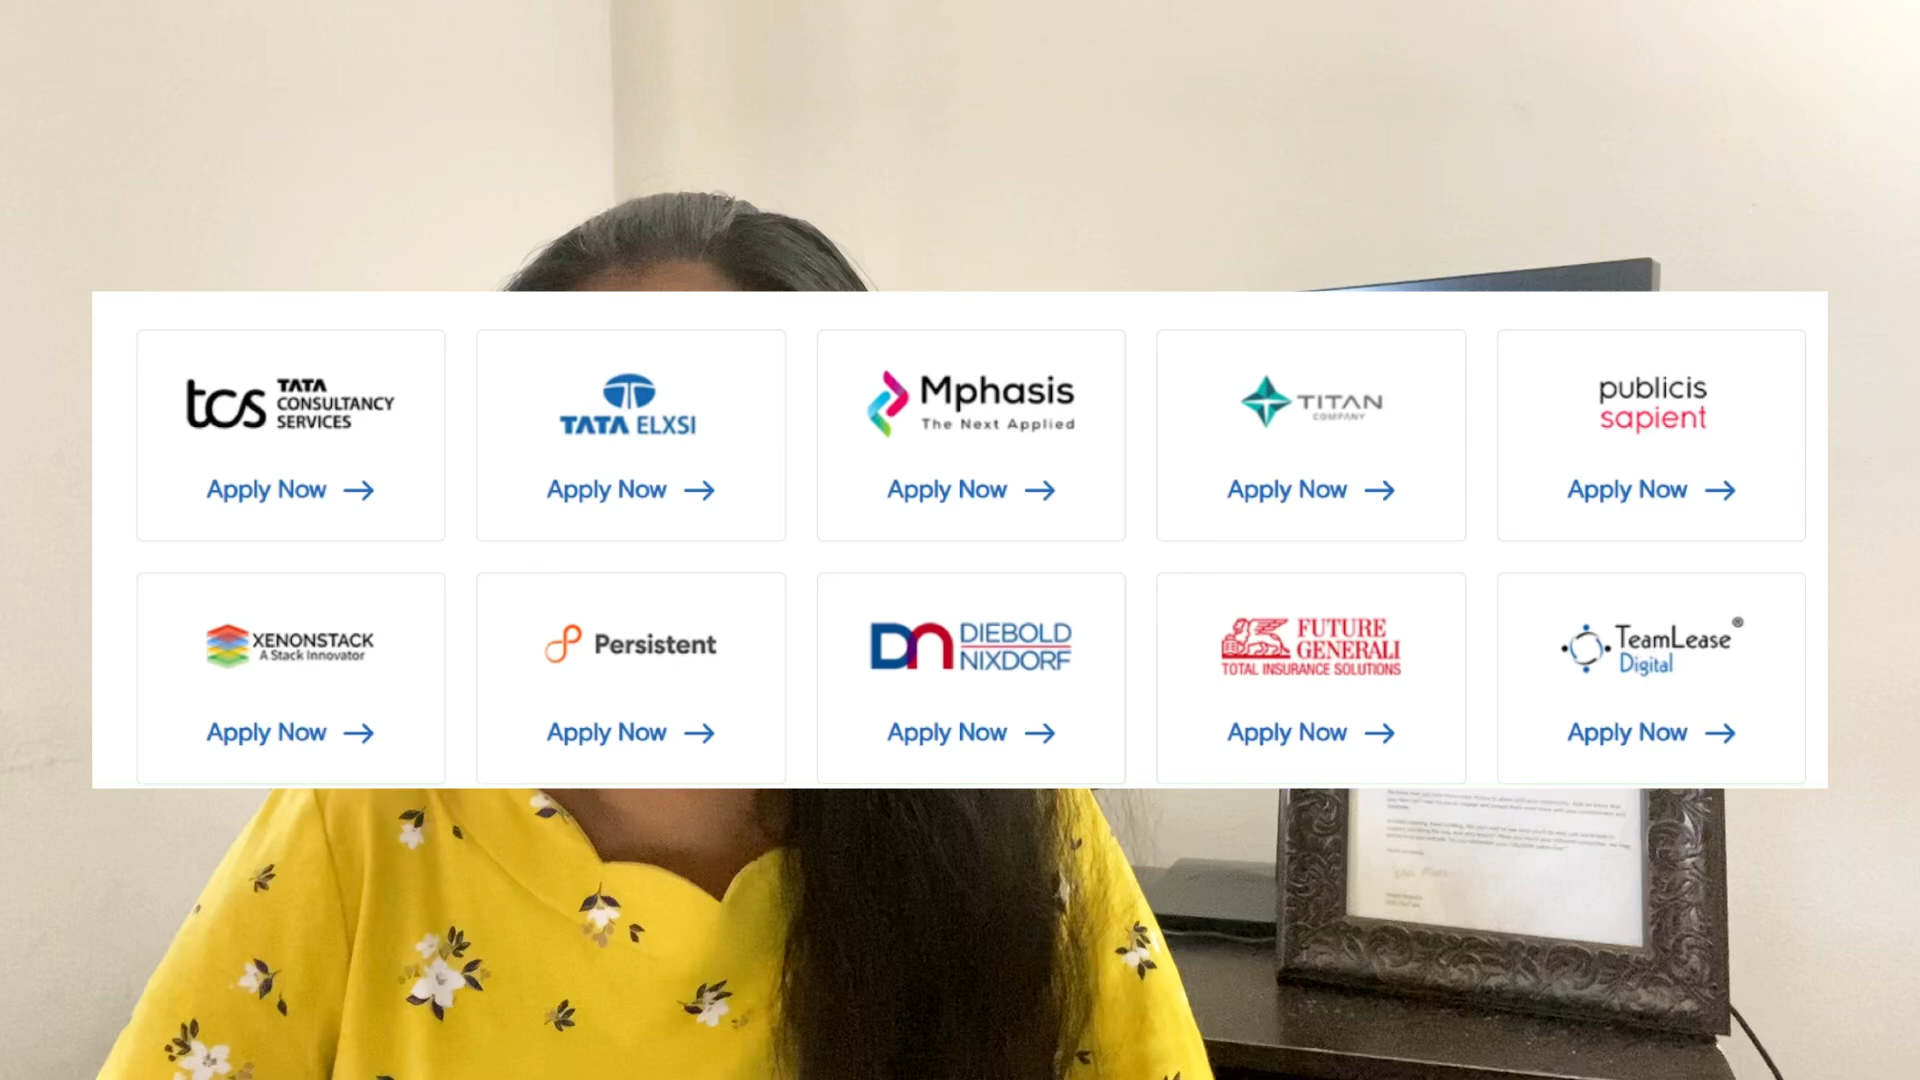 tcs TATA CONSULTANCY SERVICES
TATA ELXSI
Mphasis
The Next Applied
TITAN
COMPANY
publicis
sapient
Apply Now
Apply Now
Apply Now
Apply Now
Apply Now
XENONSTACK
A Stack Innovator
Persistent
DN DIEBOLD
NIXDORF
FUTURE
GENERALI
TOTAL INSURANCE SOLUTIONS
TeamLease®
Digital
Apply Now
Apply Now
Apply Now
Apply Now
Apply Now